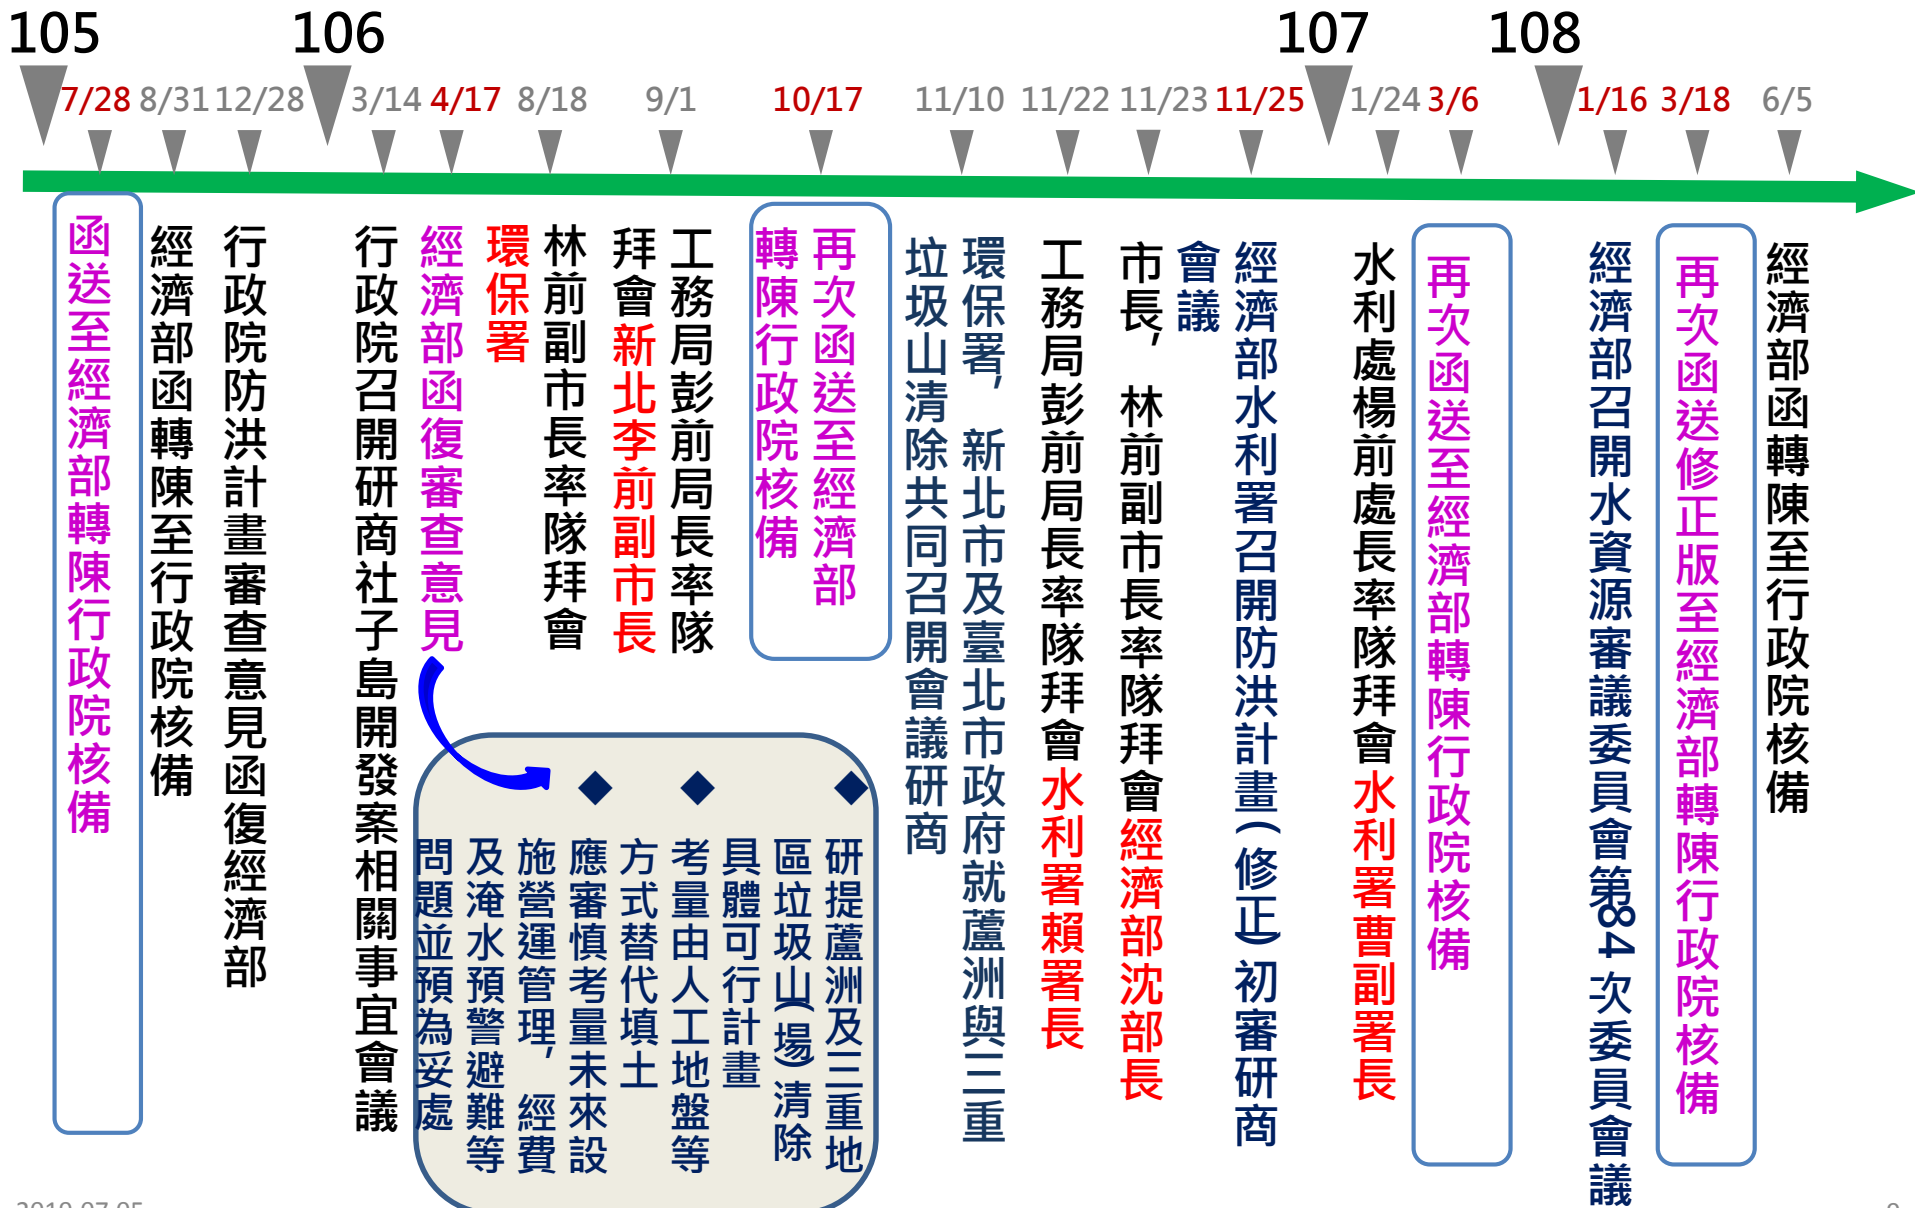 105
106
107
108
7/28
8/31
12/28
3/14
4/17
8/18
9/1
10/17
11/10
11/22
11/23
11/25
1/24
3/6
1/16
3/18
6/5
函送至經濟部轉陳行政院核備
經濟部函轉陳至行政院核備
行政院防洪計畫審查意見函復經濟部
行政院召開研商社子島開發案相關事宜會議
經濟部函復審查意見
林前副市長率隊拜會
環保署
工務局彭前局長率隊
拜會新北李前副市長
再次函送至經濟部
轉陳行政院核備
環保署,新北市及臺北市政府就蘆洲與三重
垃圾山清除共同召開會議研商
工務局彭前局長率隊拜會水利署賴署長
市長,林前副市長率隊拜會經濟部沈部長
經濟部水利署召開防洪計畫(修正)初審研商
會議
水利處楊前處長率隊拜會水利署曹副署長
再次函送至經濟部轉陳行政院核備
經濟部召開水資源審議委員會第84次委員會議
再次函送修正版至經濟部轉陳行政院核備
經濟部函轉陳至行政院核備
◆研提蘆洲及三重地
區垃圾山(場)清除
具體可行計畫
◆考量由人工地盤等
方式替代填土
◆應審慎考量未來設
施營運管理,經費
及淹水預警避難等
問題並預為妥處